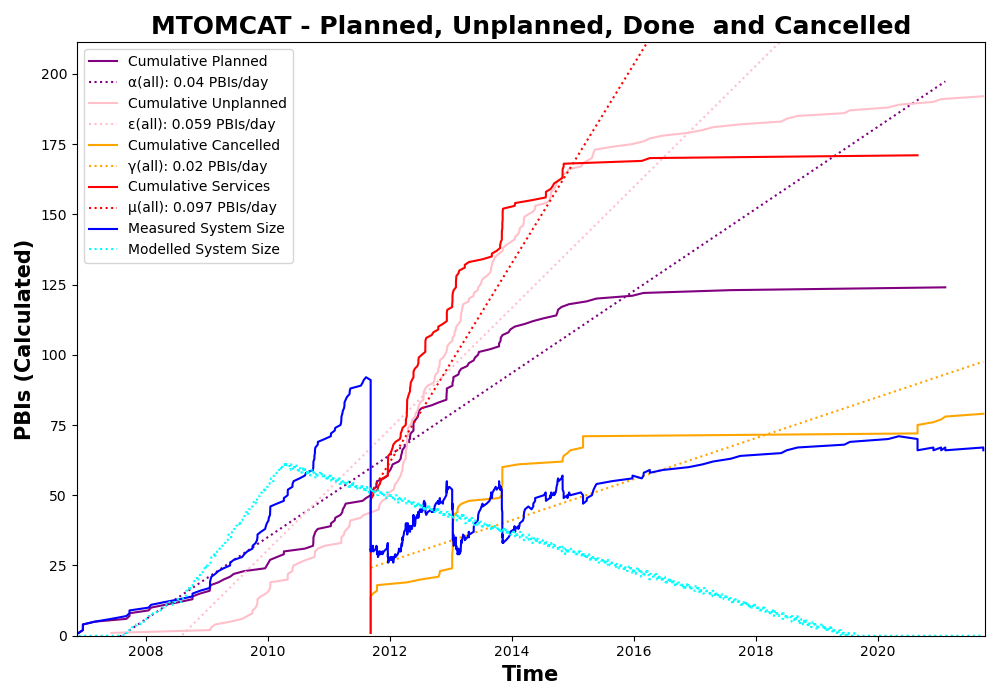 MTOMCAT - Planned, Unplanned, Done  and Cancelled
Cumulative Planned
α(all): 0.04 PBIs/day
Cumulative Unplanned
ε(all): 0.059 PBIs/day
Cumulative Cancelled
γ(all): 0.02 PBIs/day
Cumulative Services
μ(all): 0.097 PBIs/day
Measured System Size
Modelled System Size
PBIs (Calculated)
200
175
150
125
100
75
50
25
0
2008
2010
2012
2014
2016
2018
2020
Time